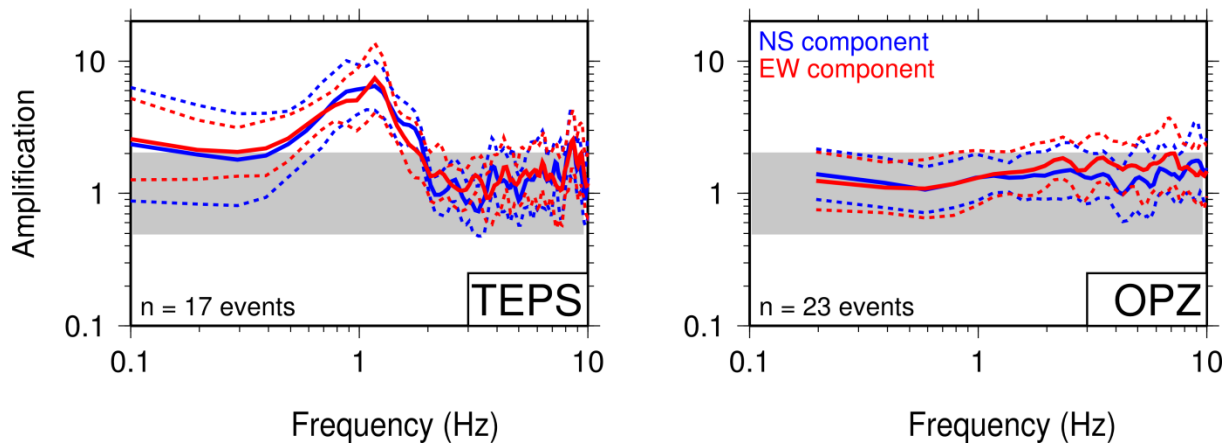 Amplification
10
1
0.1
n = 17 events
TEPS
0.1
1
10
Frequency (Hz)
10
1
0.1
NS component
EW component
n = 23 events
OPZ
0.1
1
10
Frequency (Hz)